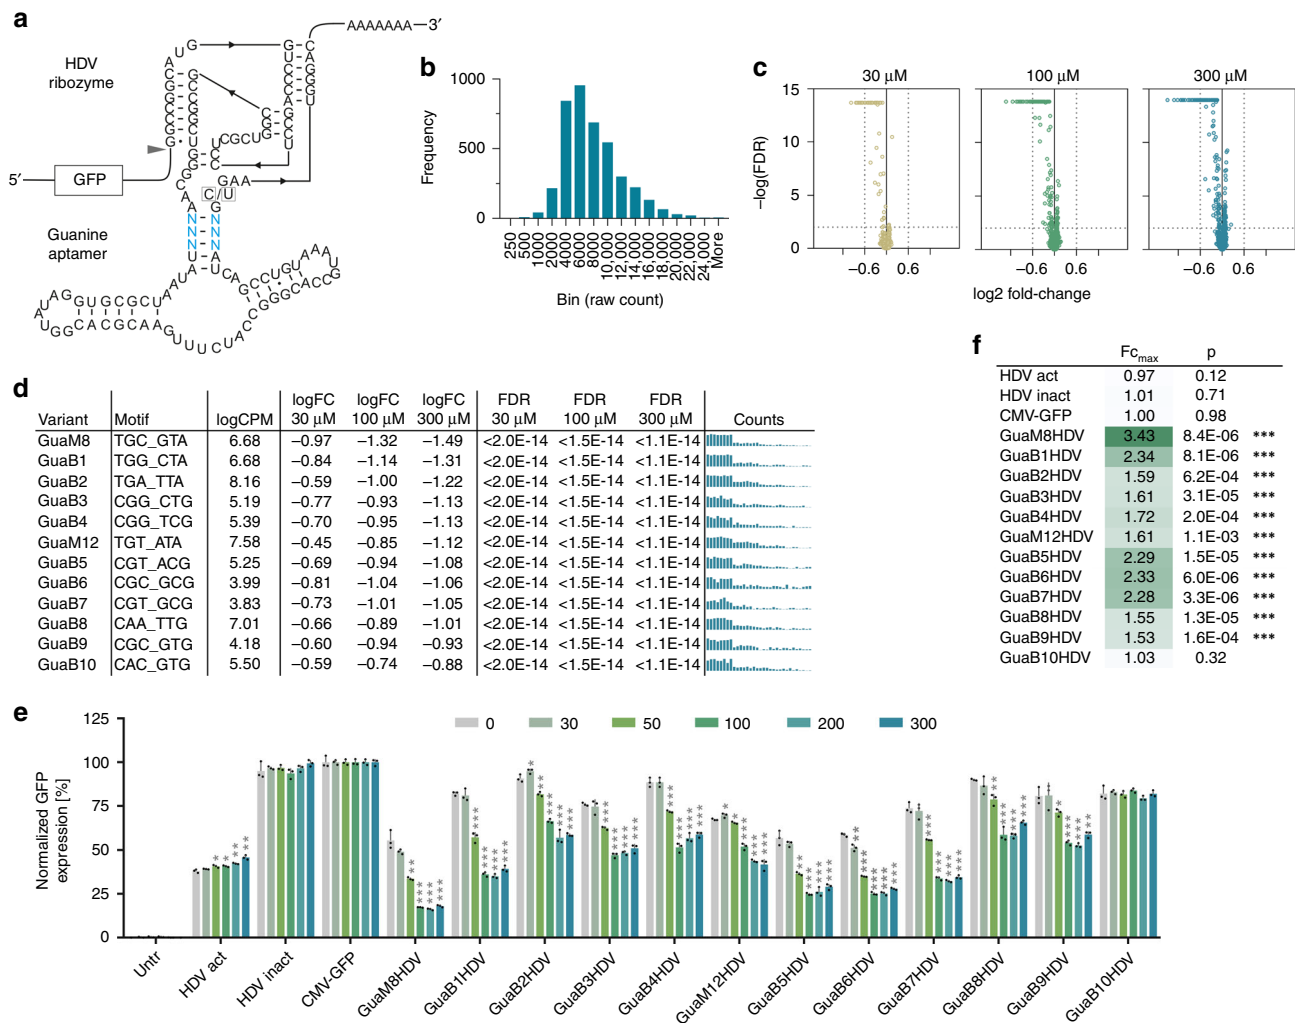 a
HDV
ribozyme
AAAAAAA—3′
5′
GFP
C/U
GAA
UCGCUG
NNN
NNN
Guanine
aptamer
b
Frequency
1000
500
0
250
500
1000
2000
4000
6000
8000
10,000
12,000
14,000
16,000
18,000
20,000
22,000
24,000
More
Bin (raw count)
c
30 µM
100 µM
300 µM
−log(FDR)
15
10
5
0
−0.6 0.6
−0.6 0.6
−0.6 0.6
log2 fold-change
d
Variant Motif logCPM logFC 30 µM logFC 100 µM logFC 300 µM FDR 30 µM FDR 100 µM FDR 300 µM Counts
GuaM8 TGC_GTA 6.68 −0.97 −1.32 −1.49 <2.0E-14 <1.5E-14 <1.1E-14
GuaB1 TGG_CTA 6.68 −0.84 −1.14 −1.31 <2.0E-14 <1.5E-14 <1.1E-14
GuaB2 TGA_TTA 8.16 −0.59 −1.00 −1.22 <2.0E-14 <1.5E-14 <1.1E-14
GuaB3 CGG_CTG 5.19 −0.77 −0.93 −1.13 <2.0E-14 <1.5E-14 <1.1E-14
GuaB4 CGG_TCG 5.39 −0.70 −0.95 −1.13 <2.0E-14 <1.5E-14 <1.1E-14
GuaM12 TGT_ATA 7.58 −0.45 −0.85 −1.12 <2.0E-14 <1.5E-14 <1.1E-14
GuaB5 CGT_ACG 5.25 −0.69 −0.94 −1.08 <2.0E-14 <1.5E-14 <1.1E-14
GuaB6 CGC_GCG 3.99 −0.81 −1.04 −1.06 <2.0E-14 <1.5E-14 <1.1E-14
GuaB7 CGT_GCG 3.83 −0.73 −1.01 −1.05 <2.0E-14 <1.5E-14 <1.1E-14
GuaB8 CAA_TTG 7.01 −0.66 −0.89 −1.01 <2.0E-14 <1.5E-14 <1.1E-14
GuaB9 CGC_GTG 4.18 −0.60 −0.94 −0.93 <2.0E-14 <1.5E-14 <1.1E-14
GuaB10 CAC_GTG 5.50 −0.59 −0.74 −0.88 <2.0E-14 <1.5E-14 <1.1E-14
f
Fcmax p
HDV act 0.97 0.12
HDV inact 1.01 0.71
CMV-GFP 1.00 0.98
GuaM8HDV 3.43 8.4E-06 ***
GuaB1HDV 2.34 8.1E-06 ***
GuaB2HDV 1.59 6.2E-04 ***
GuaB3HDV 1.61 3.1E-05 ***
GuaB4HDV 1.72 2.0E-04 ***
GuaM12HDV 1.61 1.1E-03 ***
GuaB5HDV 2.29 1.5E-05 ***
GuaB6HDV 2.33 6.0E-06 ***
GuaB7HDV 2.28 3.3E-06 ***
GuaB8HDV 1.55 1.3E-05 ***
GuaB9HDV 1.53 1.6E-04 ***
GuaB10HDV 1.03 0.32
e
Normalized GFP
expression [%]
125
100
75
50
25
0
0 30 50 100 200 300
Untr
HDV act
HDV inact
CMV-GFP
GuaM8HDV
GuaB1HDV
GuaB2HDV
GuaB3HDV
GuaB4HDV
GuaM12HDV
GuaB5HDV
GuaB6HDV
GuaB7HDV
GuaB8HDV
GuaB9HDV
GuaB10HDV